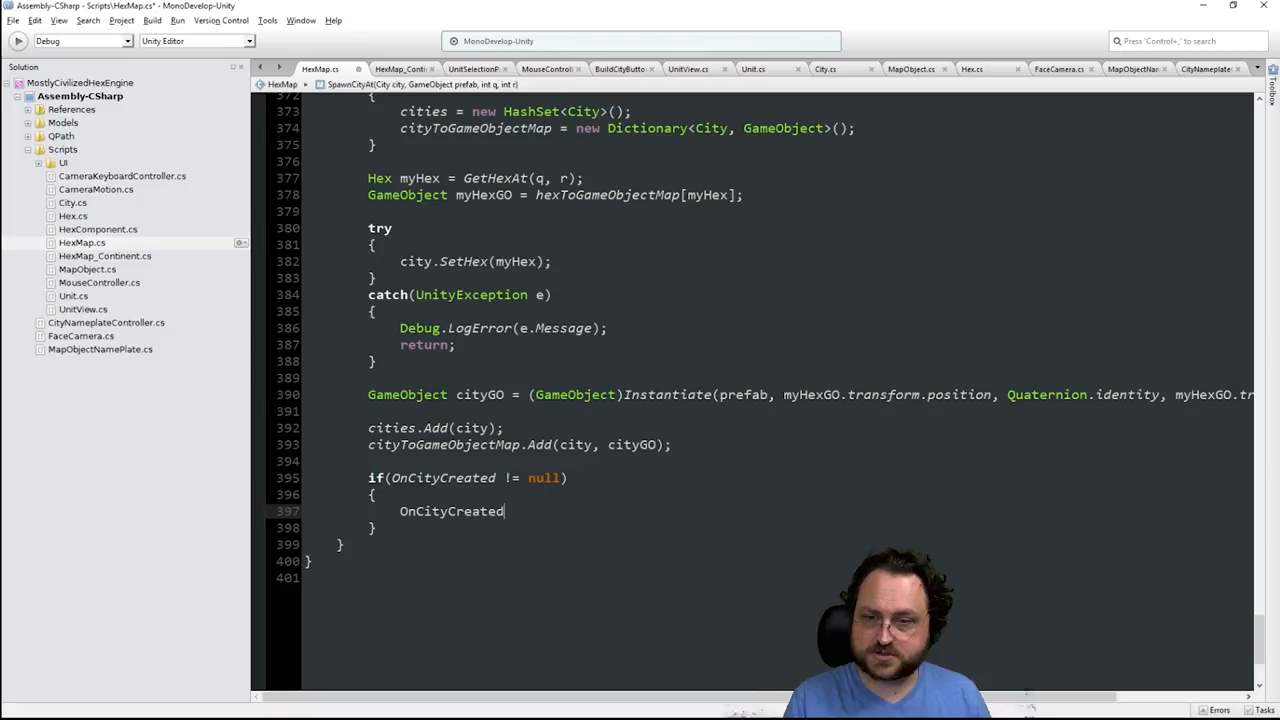 Assembly-CSharp - Scripts\HexMap.cs* - MonoDevelop-Unity
File Edit View Search Project Build Run Version Control Tools Window Help
Debug Unity Editor MonoDevelop-Unity Press 'Control+,' to search
Solution
HexMap.cs HexMap_Conti UnitSelectionP MouseControll BuildCityButto UnitView.cs Unit.cs City.cs MapObject.cs Hex.cs FaceCamera.cs MapObjectNam CityNameplate
Toolbox
HexMap SpawnCityAt(City city, GameObject prefab, int q, int r)
MostlyCivilizedHexEngine
Assembly-CSharp
References
Models
QPath
Scripts
UI
CameraKeyboardController.cs
CameraMotion.cs
City.cs
Hex.cs
HexComponent.cs
HexMap.cs
HexMap_Continent.cs
MapObject.cs
MouseController.cs
Unit.cs
UnitView.cs
CityNameplateController.cs
FaceCamera.cs
MapObjectNamePlate.cs
372 {
373 cities = new HashSet<City>();
374 cityToGameObjectMap = new Dictionary<City, GameObject>();
375 }
376
377 Hex myHex = GetHexAt(q, r);
378 GameObject myHexGO = hexToGameObjectMap[myHex];
379
380 try
381 {
382 city.SetHex(myHex);
383 }
384 catch(UnityException e)
385 {
386 Debug.LogError(e.Message);
387 return;
388 }
389
390 GameObject cityGO = (GameObject)Instantiate(prefab, myHexGO.transform.position, Quaternion.identity, myHexGO.tr
391
392 cities.Add(city);
393 cityToGameObjectMap.Add(city, cityGO);
394
395 if(OnCityCreated != null)
396 {
397 OnCityCreated
398 }
399 }
400 }
401
Errors Tasks